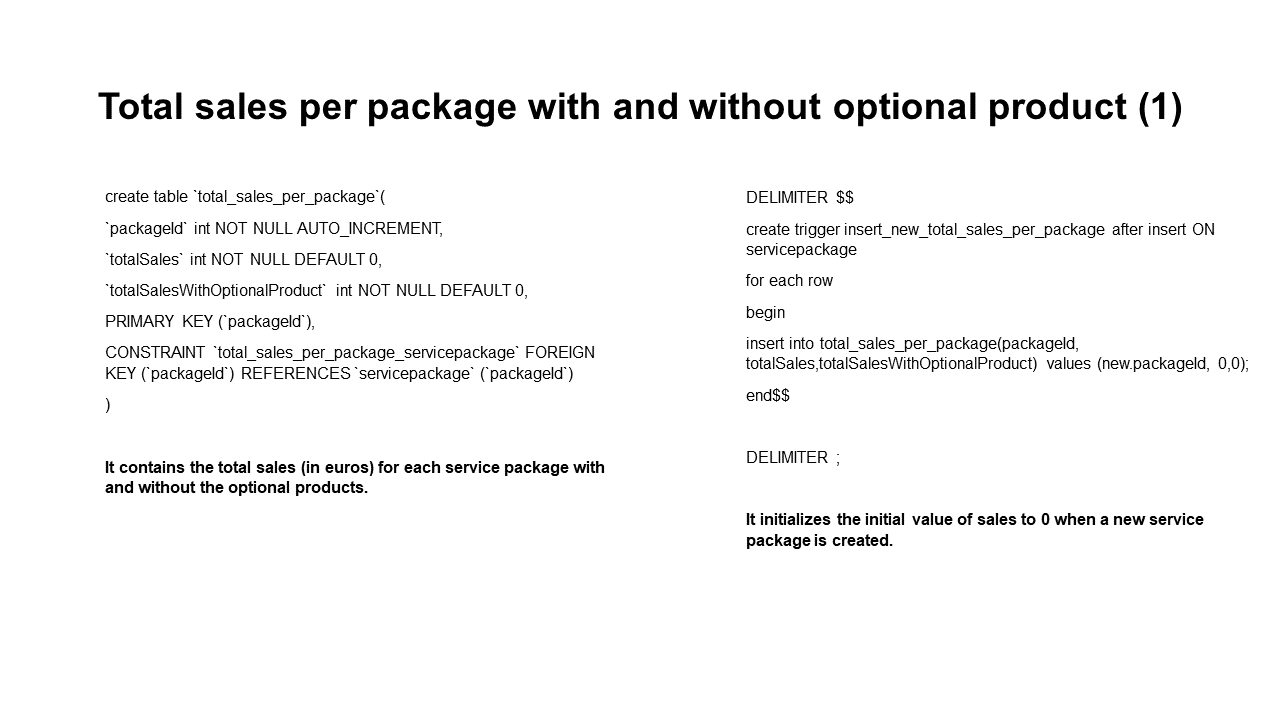 Total sales per package with and without optional product (1)
create table `total_sales_per_package`(
`packageId` int NOT NULL AUTO_INCREMENT,
`totalSales` int NOT NULL DEFAULT 0,
`totalSalesWithOptionalProduct` int NOT NULL DEFAULT 0,
PRIMARY KEY (`packageId`),
CONSTRAINT `total_sales_per_package_servicepackage` FOREIGN
KEY (`packageId`) REFERENCES `servicepackage` (`packageId`)
)
It contains the total sales (in euros) for each service package with
and without the optional products.
DELIMITER $$
create trigger insert_new_total_sales_per_package after insert ON
servicepackage
for each row
begin
insert into total_sales_per_package(packageId,
totalSales,totalSalesWithOptionalProduct) values (new.packageId, 0,0);
end$$
DELIMITER ;
It initializes the initial value of sales to 0 when a new service
package is created.